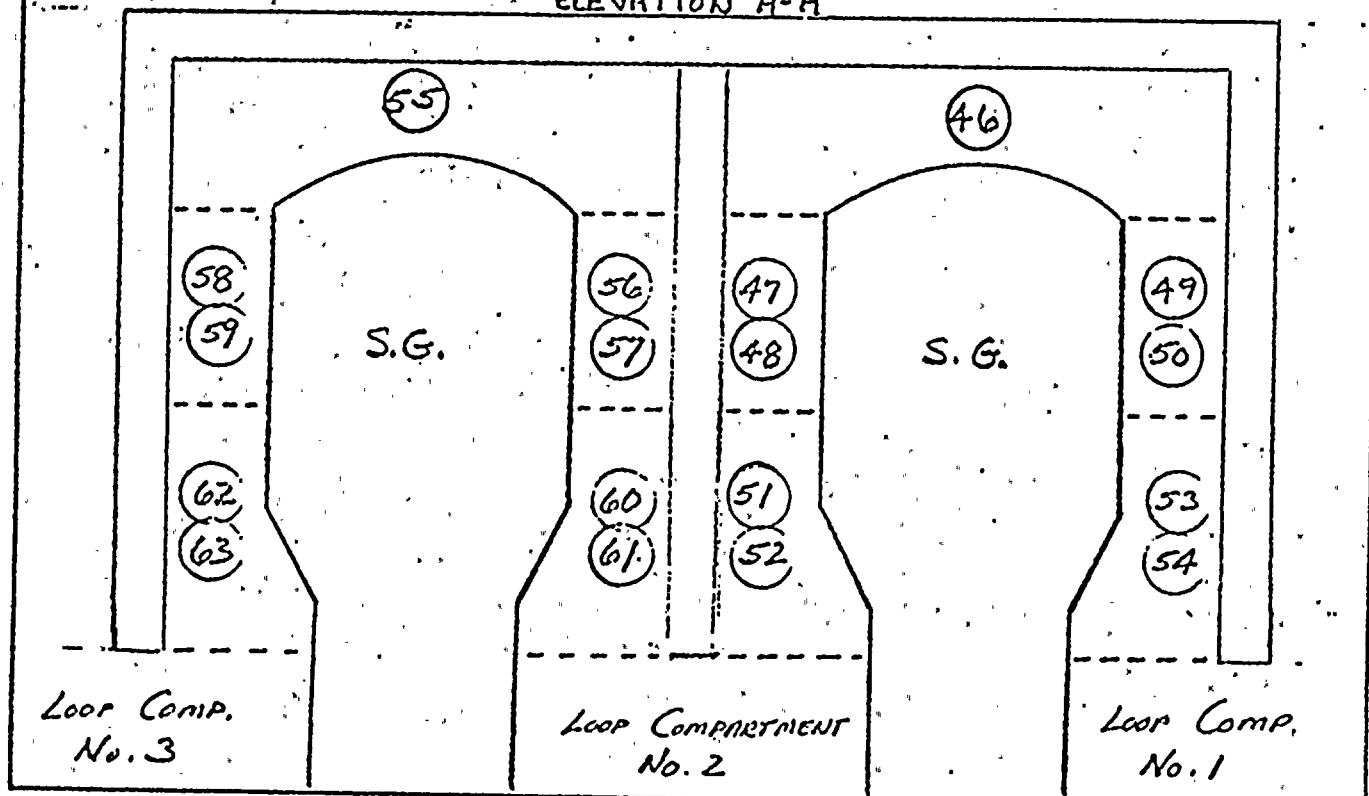 ELEVATION A-A
55
46
58
59
56
57
47
48
49
50
S.G.
S.G.
62
63
60
61
51
52
53
54
LOOP COMP.
No. 3
LOOP COMPARTMENT
No. 2
LOOP COMP.
No. 1